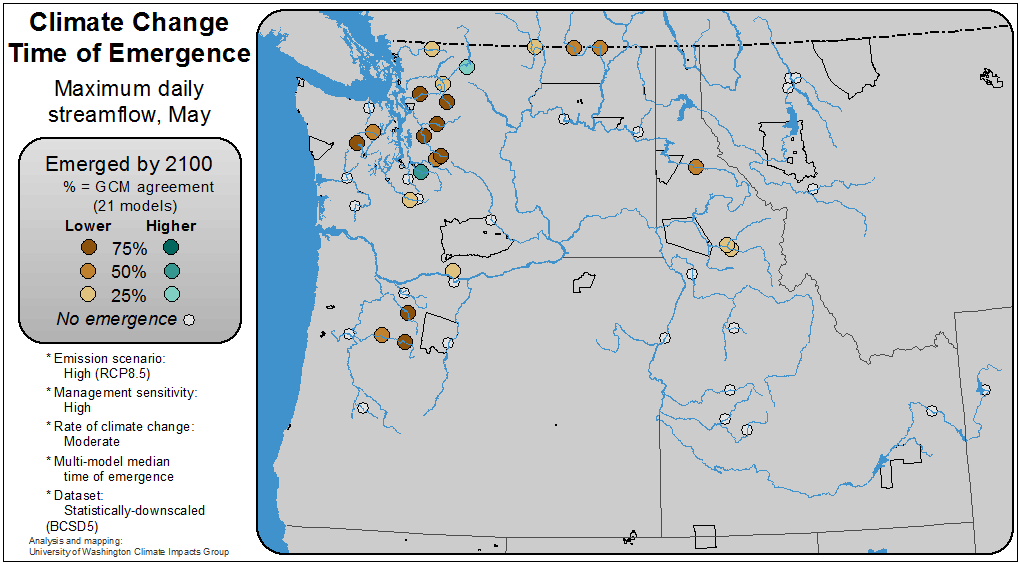 Climate Change
Time of Emergence
Maximum daily
streamflow, May
Emerged by 2100
% = GCM agreement
(21 models)
Lower Higher
75%
50%
25%
No emergence
* Emission scenario:
High (RCP8.5)
* Management sensitivity:
High
* Rate of climate change:
Moderate
* Multi-model median
time of emergence
* Dataset:
Statistically-downscaled
(BCSD5)
Analysis and mapping:
University of Washington Climate Impacts Group